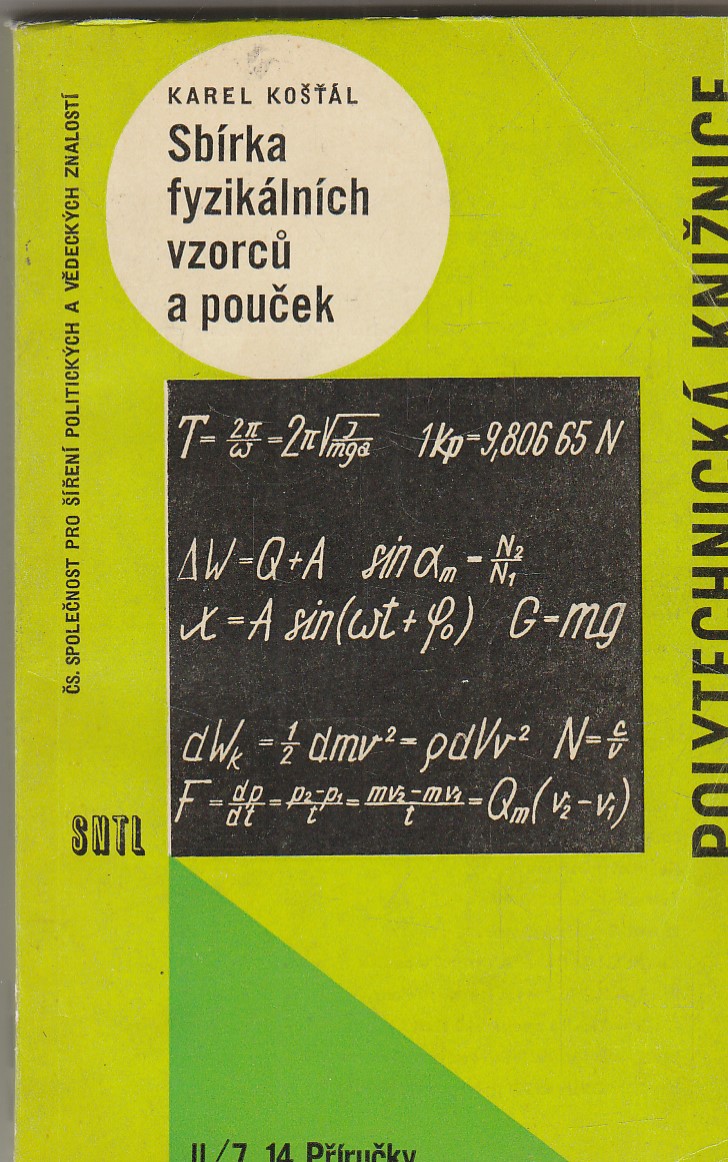 KAREL KOŠŤÁL
Sbírka
fyzikálních
vzorců
a pouček
ČS. SPOLEČNOST PRO ŠÍŘENÍ POLITICKÝCH A VĚDECKÝCH ZNALOSTÍ
POLYTECHNICKÁ KNIŽNICE
T = 2π/ω = 2π√(J/mga) 1kp = 9,806 65 N
ΔW = Q + A sin αₘ = N₂/N₁
x = A sin(ωt + φ₀) G = mg
dWₖ = 1/2 dmv² = ρdVv² N = c/v
F = dp/dt = p₂-p₁/t = mv₂-mv₁/t = Qₘ(v₂-v₁)
SNTL
II/7 14 Příručky